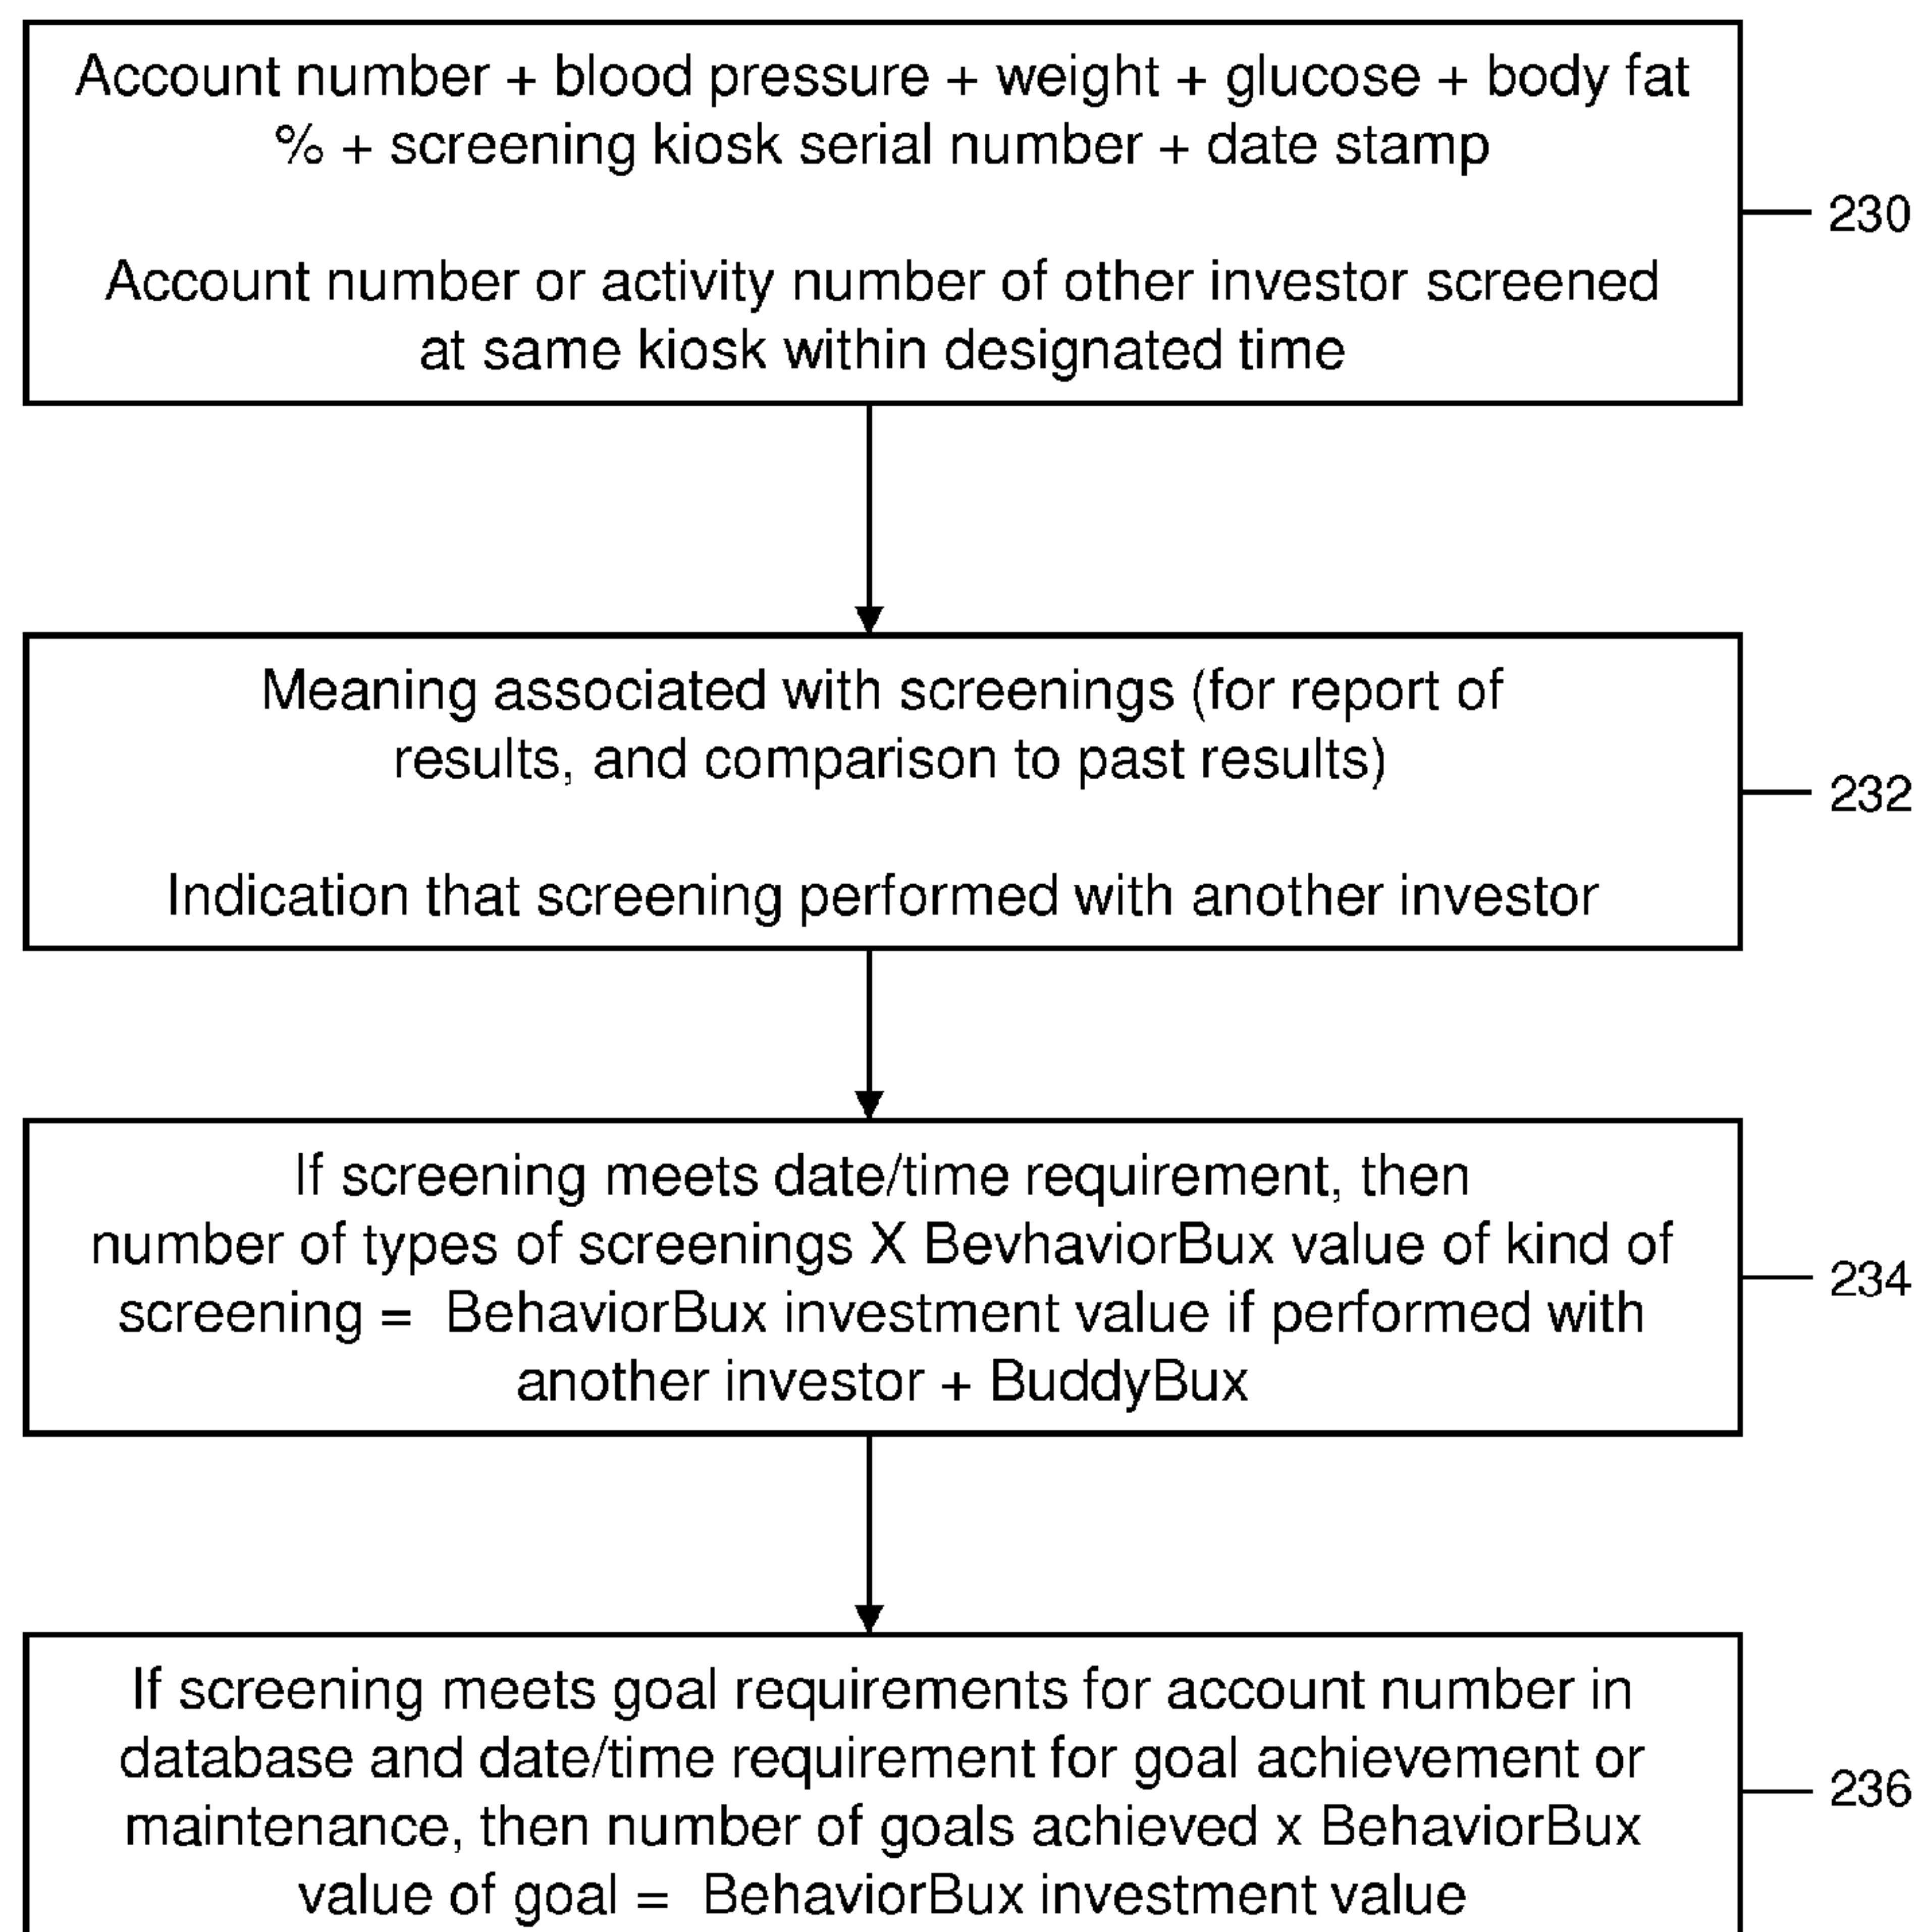 Account number + blood pressure + weight + glucose + body fat
% + screening kiosk serial number + date stamp
230
Account number or activity number of other investor screened
at same kiosk within designated time
Meaning associated with screenings (for report of
results, and comparison to past results)
232
Indication that screening performed with another investor
If screening meets date/time requirement, then
number of types of screenings X BevhaviorBux value of kind of
234
screening = BehaviorBux investment value if performed with
another investor + BuddyBux
If screening meets goal requirements for account number in
database and date/time requirement for goal achievement or
236
maintenance, then number of goals achieved x BehaviorBux
value of goal = BehaviorBux investment value